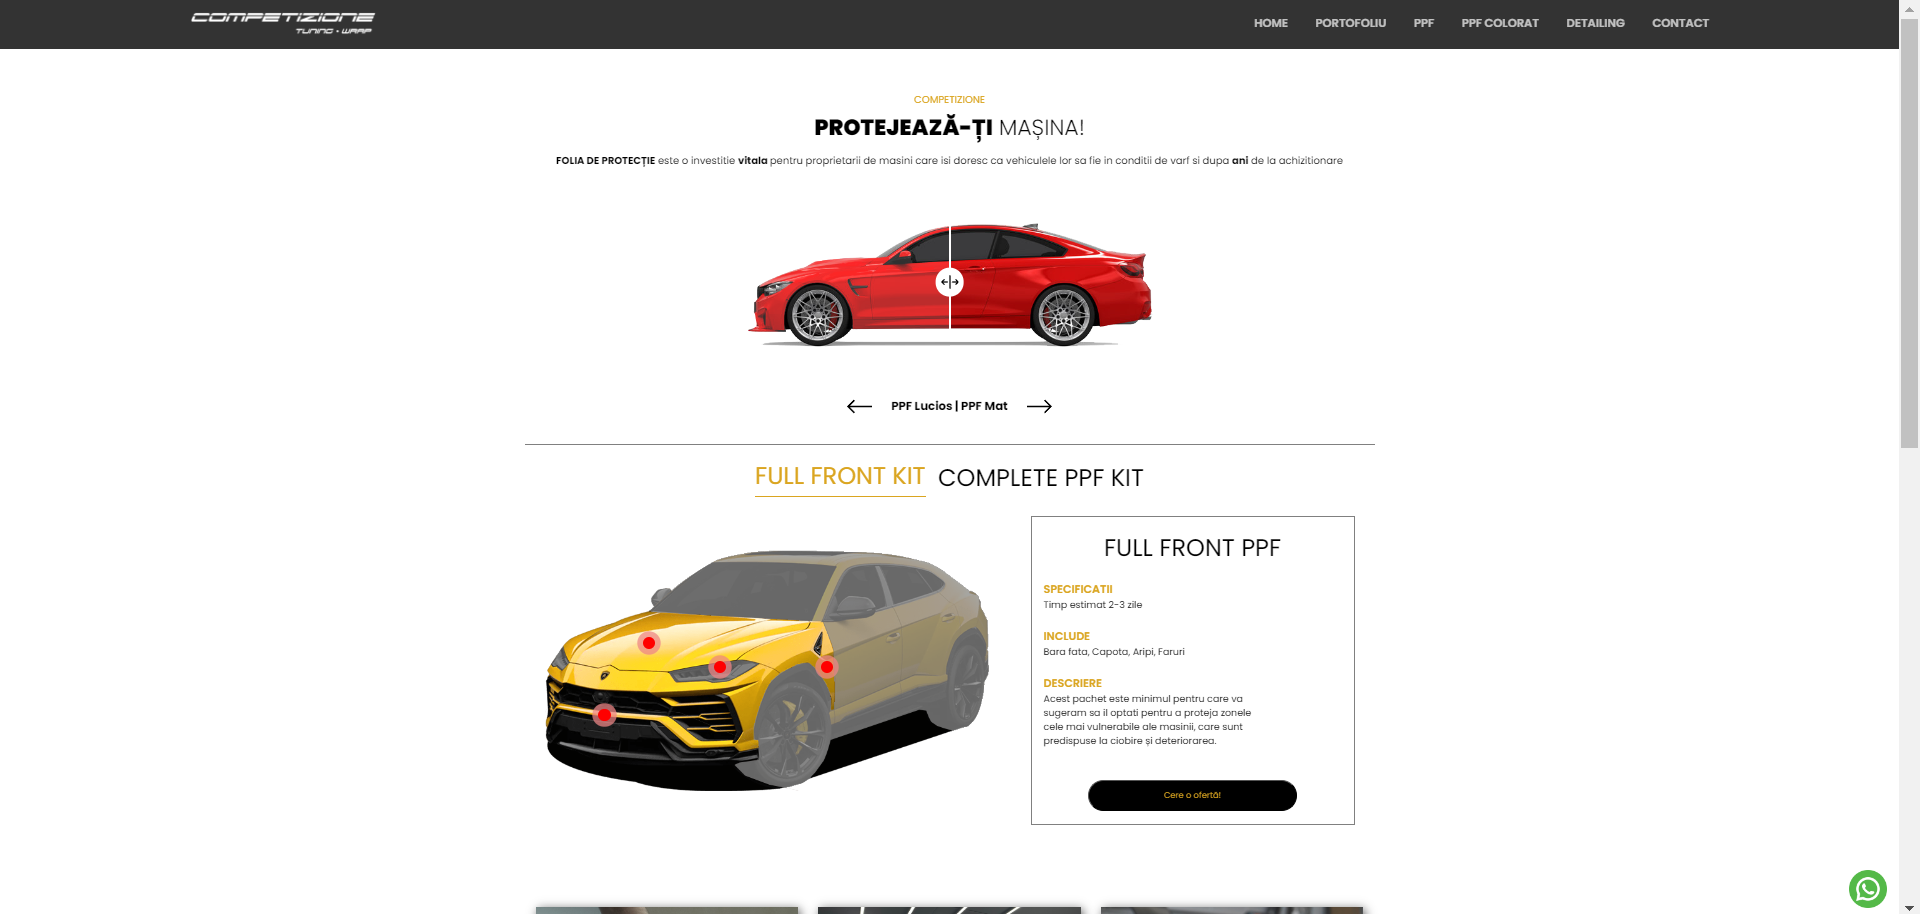 COMPETIZIONE
TUNING • WRAP
HOME PORTOFOLIU PPF PPF COLORAT DETAILING CONTACT
COMPETIZIONE
PROTEJEAZĂ-ȚI MAȘINA!
FOLIA DE PROTECȚIE este o investitie vitala pentru proprietarii de masini care isi doresc ca vehiculele lor sa fie in conditii de varf si dupa ani de la achizitionare
PPF Lucios | PPF Mat
FULL FRONT KIT COMPLETE PPF KIT
FULL FRONT PPF
SPECIFICATII
Timp estimat 2-3 zile
INCLUDE
Bara fata, Capota, Aripi, Faruri
DESCRIERE
Acest pachet este minimul pentru care va
sugeram sa îl optati pentru a proteja zonele
cele mai vulnerabile ale masinii, care sunt
predispuse la ciobire și deteriorarea.
Cere o ofertă!